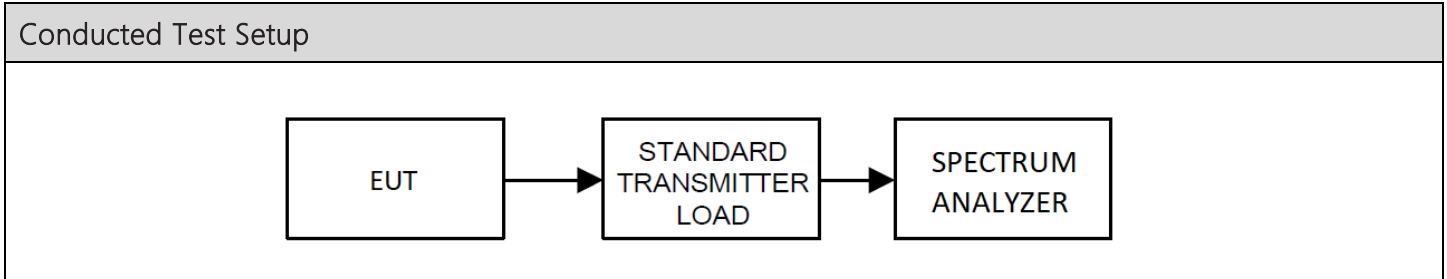 Conducted Test Setup
EUT
STANDARD
TRANSMITTER
LOAD
SPECTRUM
ANALYZER